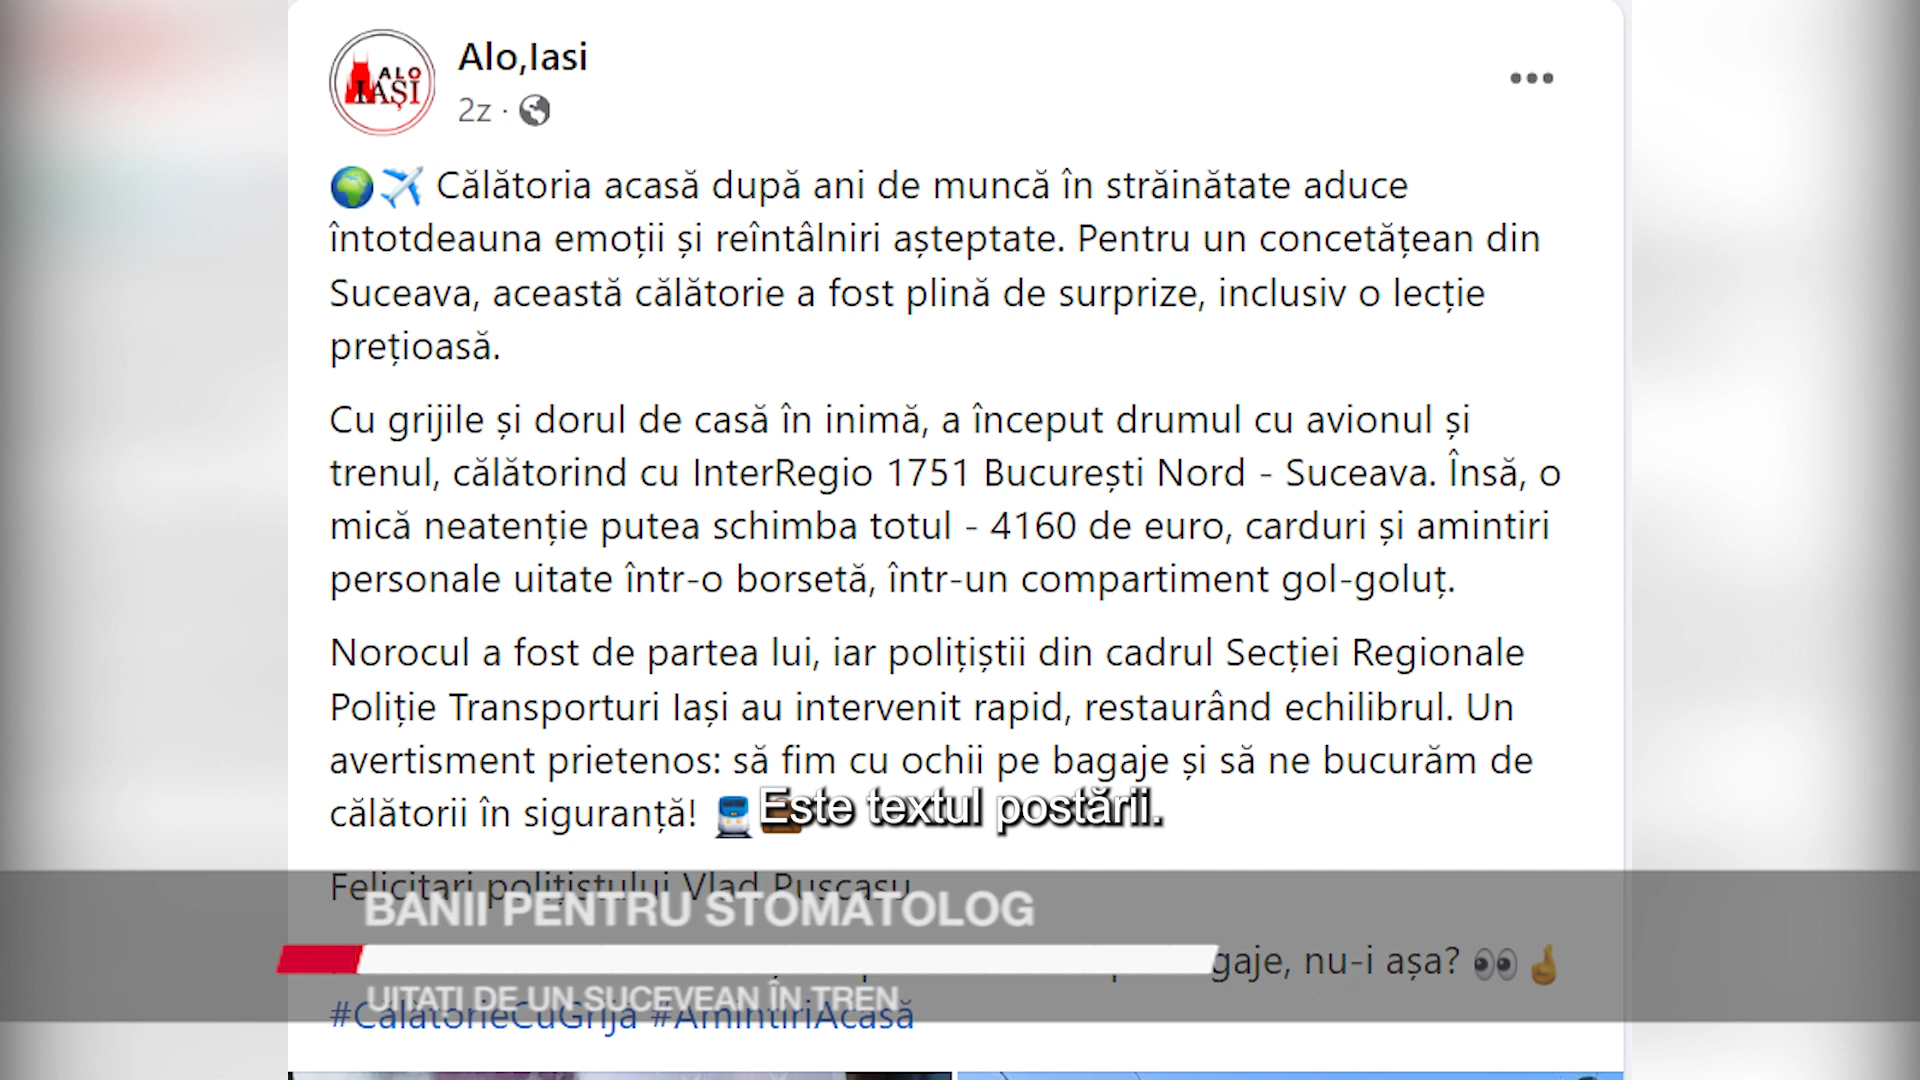 ALO
IAȘI
Alo,Iasi
2z ·
Călătoria acasă după ani de muncă în străinătate aduce
întotdeauna emoții și reîntâlniri așteptate. Pentru un concetățean din
Suceava, această călătorie a fost plină de surprize, inclusiv o lecție
prețioasă.
Cu grijile și dorul de casă în inimă, a început drumul cu avionul și
trenul, călătorind cu InterRegio 1751 București Nord - Suceava. Însă, o
mică neatenție putea schimba totul - 4160 de euro, carduri și amintiri
personale uitate într-o borsetă, într-un compartiment gol-goluț.
Norocul a fost de partea lui, iar polițiștii din cadrul Secției Regionale
Poliție Transporturi Iași au intervenit rapid, restaurând echilibrul. Un
avertisment prietenos: să fim cu ochii pe bagaje și să ne bucurăm de
călătorii în siguranță!
Este textul postării.
Felicitari polițistului Vlad Puscasu
BANII PENTRU STOMATOLOG
gaje, nu-i așa?
UITAȚI DE UN SUCEVEAN ÎN TREN
#CălătorieCuGrijă #AmintiriAcasă